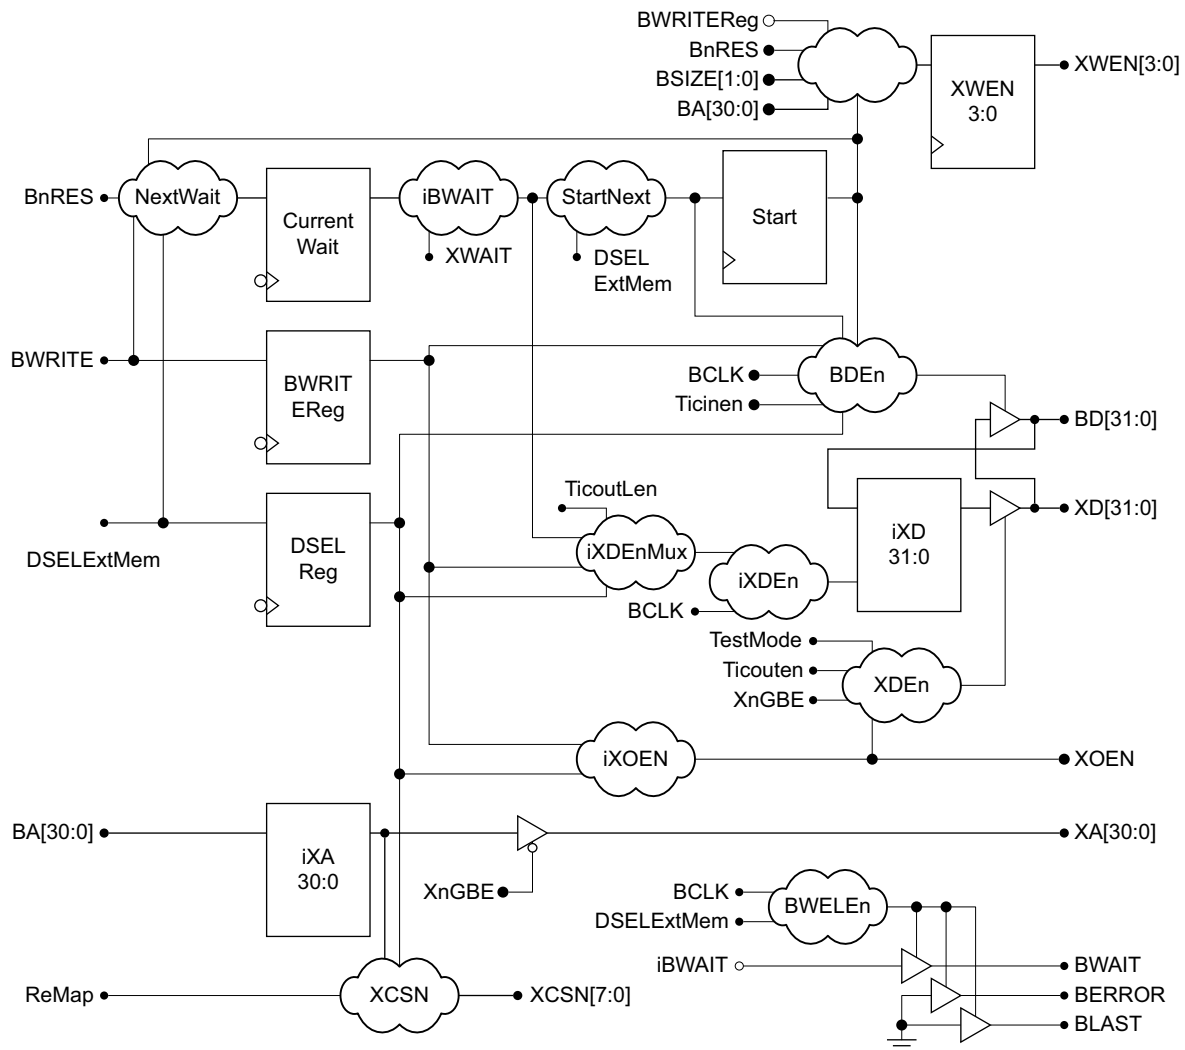 BWRITEReg
BnRES
BSIZE[1:0]
BA[30:0]
XWEN
3:0
XWEN[3:0]
BnRES
NextWait
Current
Wait
iBWAIT
XWAIT
StartNext
DSEL
ExtMem
Start
BWRITE
BWRIT
EReg
BCLK
Ticinen
BDEn
BD[31:0]
DSELExtMem
DSEL
Reg
TicoutLen
iXDEnMux
iXDEn
BCLK
iXD
31:0
XD[31:0]
TestMode
Ticouten
XnGBE
XDEn
iXOEN
XOEN
BA[30:0]
iXA
30:0
XnGBE
XA[30:0]
BCLK
DSELExtMem
BWELEn
iBWAIT
BWAIT
BERROR
BLAST
ReMap
XCSN
XCSN[7:0]